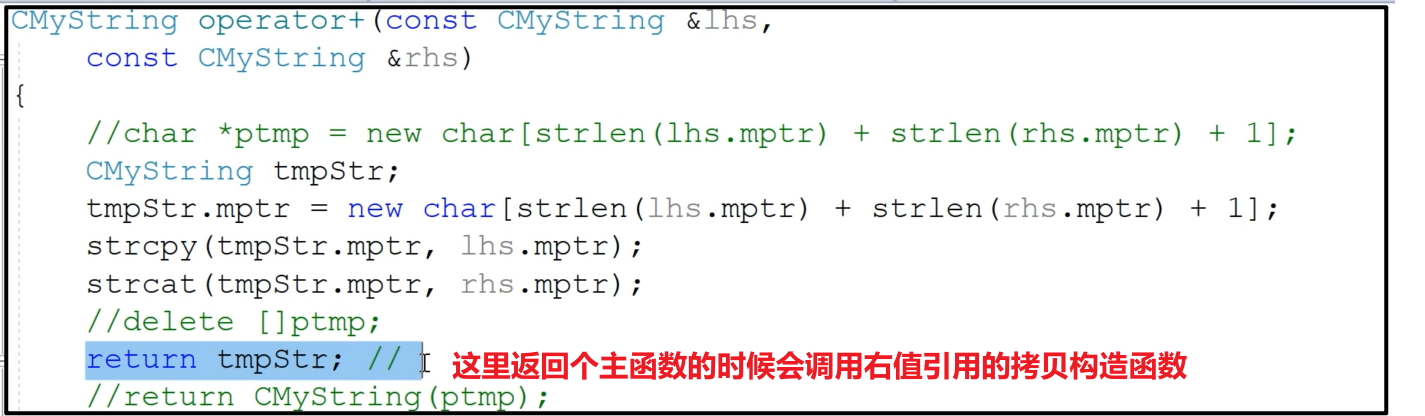 CMyString operator+(const CMyString &lhs,
const CMyString &rhs)
{
//char *ptmp = new char[strlen(lhs.mptr) + strlen(rhs.mptr) + 1];
CMyString tmpStr;
tmpStr.mptr = new char[strlen(lhs.mptr) + strlen(rhs.mptr) + 1];
strcpy(tmpStr.mptr, lhs.mptr);
strcat(tmpStr.mptr, rhs.mptr);
//delete []ptmp;
return tmpStr; // 这里返回个主函数的时候会调用右值引用的拷贝构造函数
//return CMyString(ptmp);